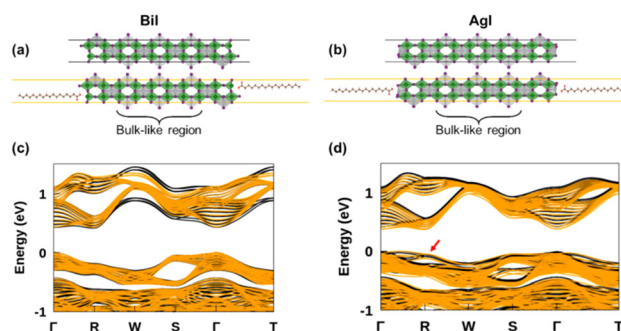 BiI
AgI
(a)
(b)
Bulk-like region
Bulk-like region
(c)
(d)
Energy (eV)
1
0
-1
Γ R W S Γ T
Energy (eV)
1
0
-1
Γ R W S Γ T